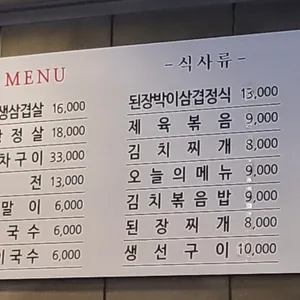 MENU
생삼겹살 16,000
정살 18,000
차구이 33,000
전 13,000
말이 6,000
국수 6,000
국수 6,000
- 식사류 -
된장박이삼겹정식 13,000
제육볶음 9,000
김치찌개 8,000
오늘의메뉴 9,000
김치볶음밥 9,000
된장찌개 8,000
생선구이 10,000